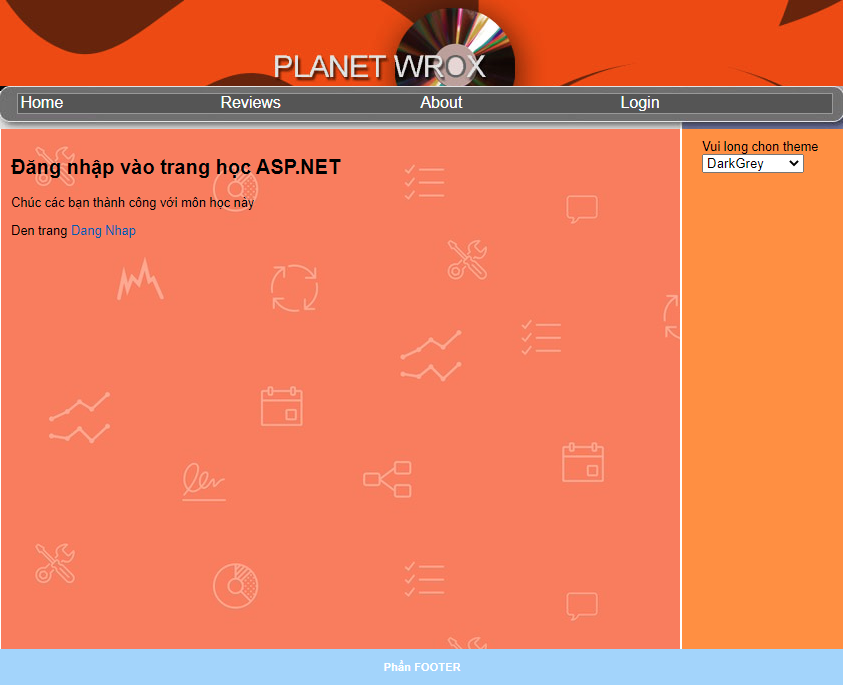 PLANET WROX
Home Reviews About Login
Vui long chon theme
DarkGrey
Đăng nhập vào trang học ASP.NET
Chúc các bạn thành công với môn học này
Den trang Dang Nhap
Phần FOOTER